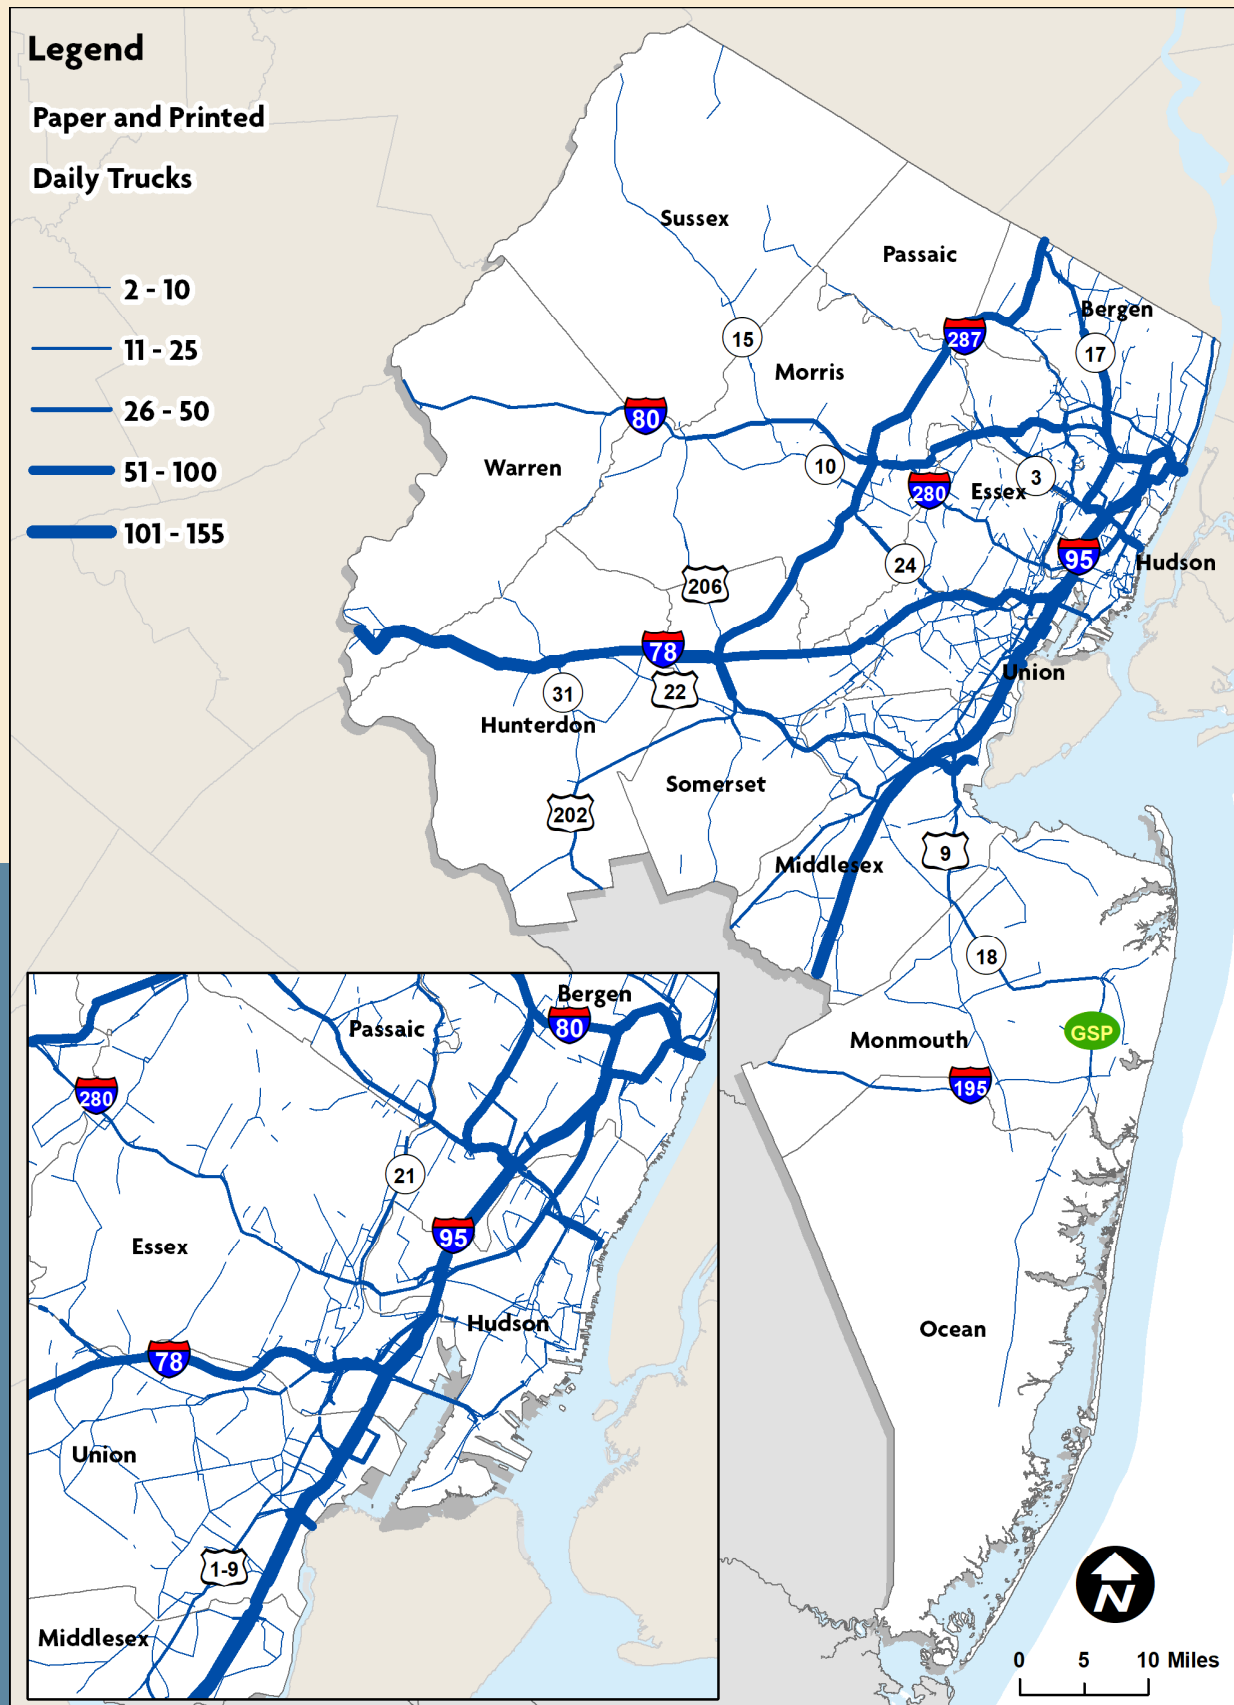 Legend
Paper and Printed
Daily Trucks
2 - 10
11 - 25
26 - 50
51 - 100
101 - 155
Sussex
Passaic
Bergen
287
17
15
Morris
80
Warren
10
280
Essex
3
95
Hudson
24
206
78
22
31
Hunterdon
Union
Somerset
202
Middlesex
9
18
GSP
Monmouth
195
Ocean
Bergen
80
Passaic
280
21
95
Essex
Hudson
78
Union
1-9
Middlesex
N
0 5 10 Miles